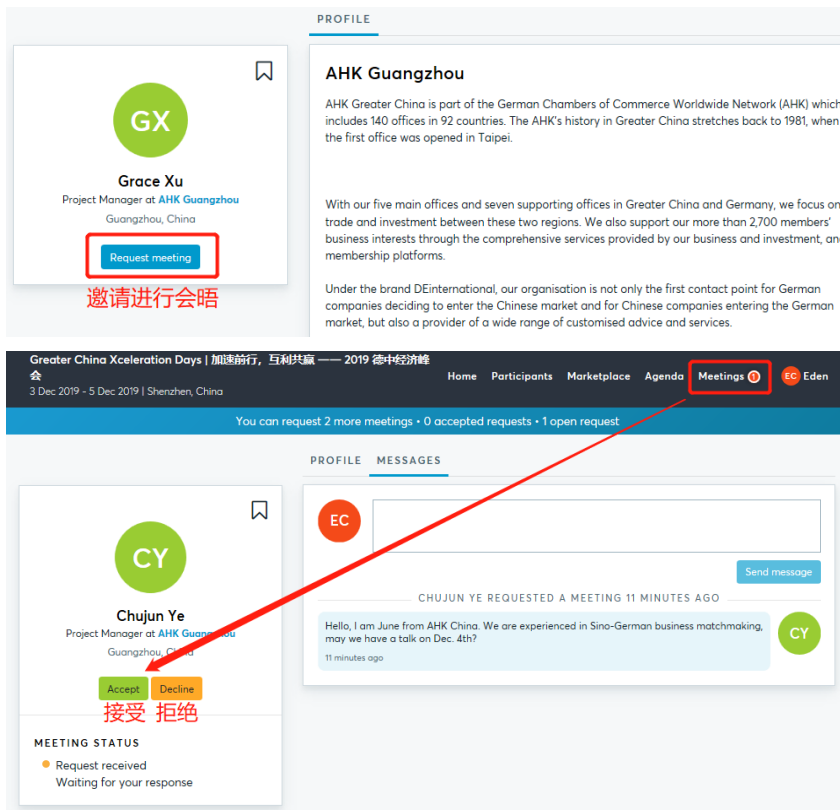 PROFILE
GX
Grace Xu
Project Manager at AHK Guangzhou
Guangzhou, China
Request meeting
邀请进行会晤
AHK Guangzhou
AHK Greater China is part of the German Chambers of Commerce Worldwide Network (AHK) which
includes 140 offices in 92 countries. The AHK's history in Greater China stretches back to 1981, when
the first office was opened in Taipei.
With our five main offices and seven supporting offices in Greater China and Germany, we focus on
trade and investment between these two regions. We also support our more than 2,700 members'
business interests through the comprehensive services provided by our business and investment, and
membership platforms.
Under the brand DEinternational, our organisation is not only the first contact point for German
companies deciding to enter the Chinese market and for Chinese companies entering the German
market, but also a provider of a wide range of customised advice and services.
Greater China Xceleration Days | 加速前行，互利共赢 —— 2019 德中经济峰
会
3 Dec 2019 - 5 Dec 2019 | Shenzhen, China
Home Participants Marketplace Agenda Meetings 1 EC Eden
You can request 2 more meetings • 0 accepted requests • 1 open request
PROFILE MESSAGES
CY
Chujun Ye
Project Manager at AHK Guangzhou
Guangzhou, China
Accept Decline
接受 拒绝
MEETING STATUS
Request received
Waiting for your response
EC
Send message
CHUJUN YE REQUESTED A MEETING 11 MINUTES AGO
Hello, I am June from AHK China. We are experienced in Sino-German business matchmaking,
may we have a talk on Dec. 4th?
11 minutes ago
CY